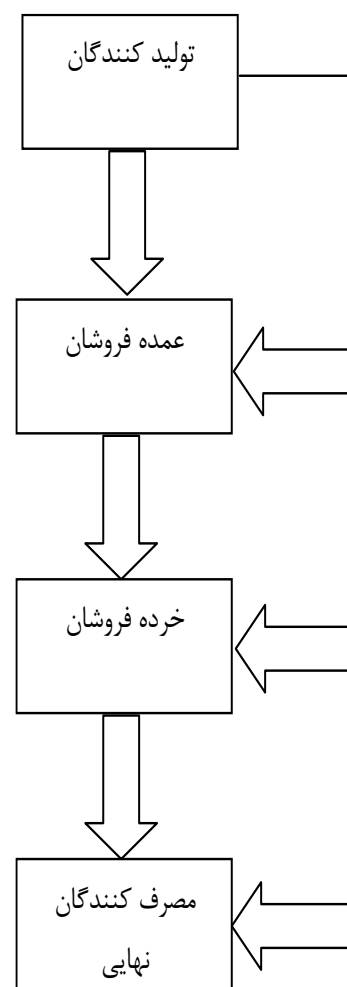 تولید کنندگان
عمده فروشان
خرده فروشان
مصرف کنندگان
نهایی